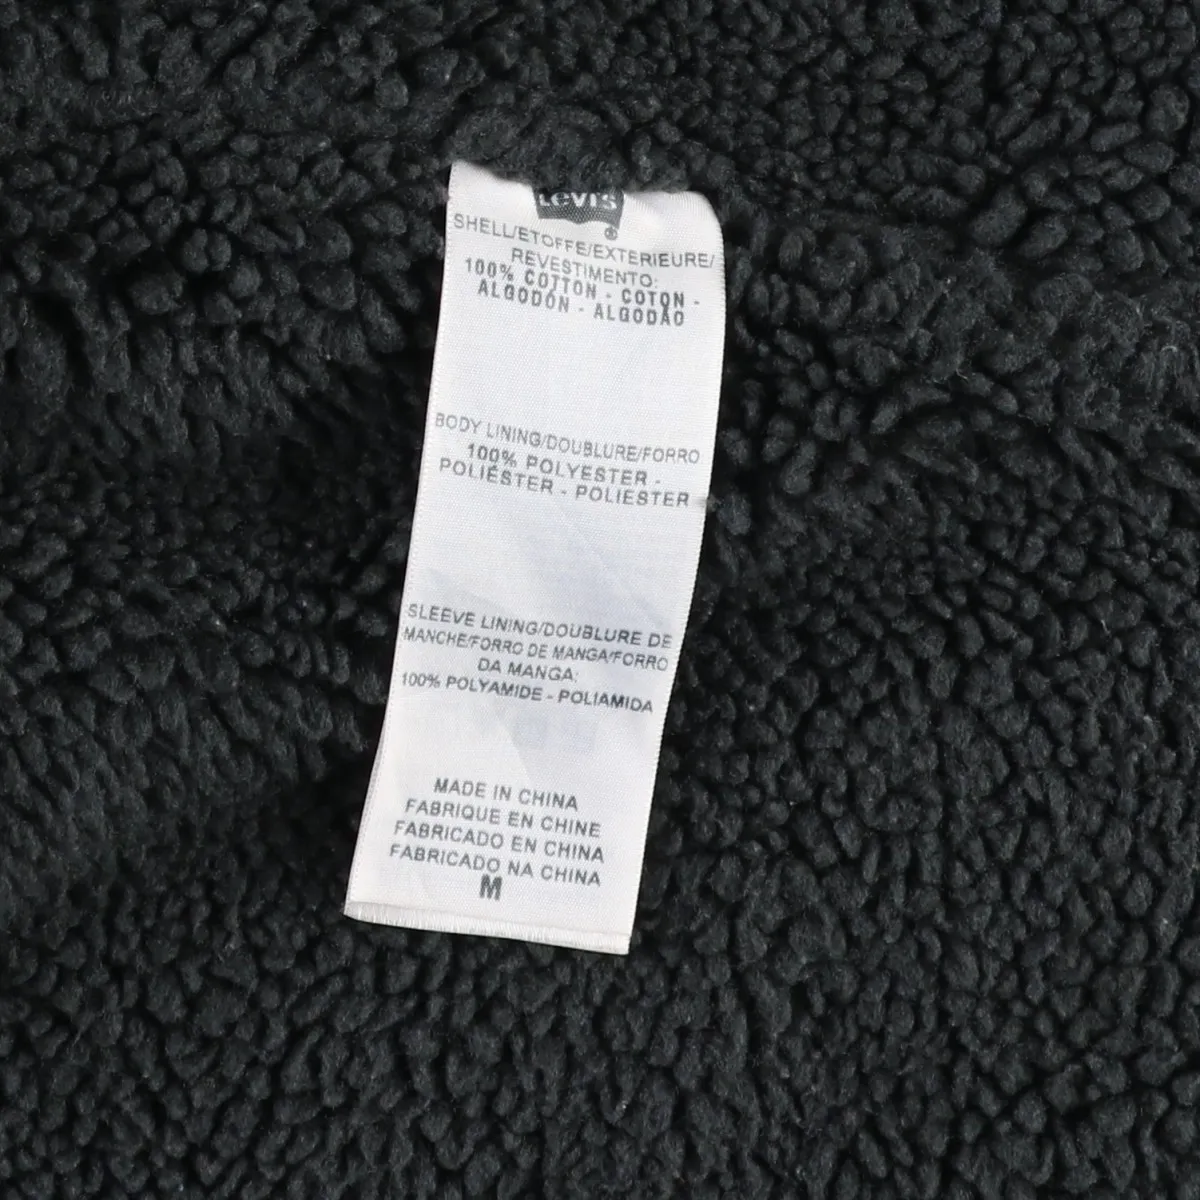 Levi's
®
SHELL/ETOFFE/EXTERIEURE/
REVESTIMENTO:
100% COTTON - COTON -
ALGODÓN - ALGODÃO
BODY LINING/DOUBLURE/FORRO
100% POLYESTER -
POLIÉSTER - POLIESTER
SLEEVE LINING/DOUBLURE DE
MANCHE/FORRO DE MANGA/FORRO
DA MANGA:
100% POLYAMIDE - POLIAMIDA
MADE IN CHINA
FABRIQUE EN CHINE
FABRICADO EN CHINA
FABRICADO NA CHINA
M